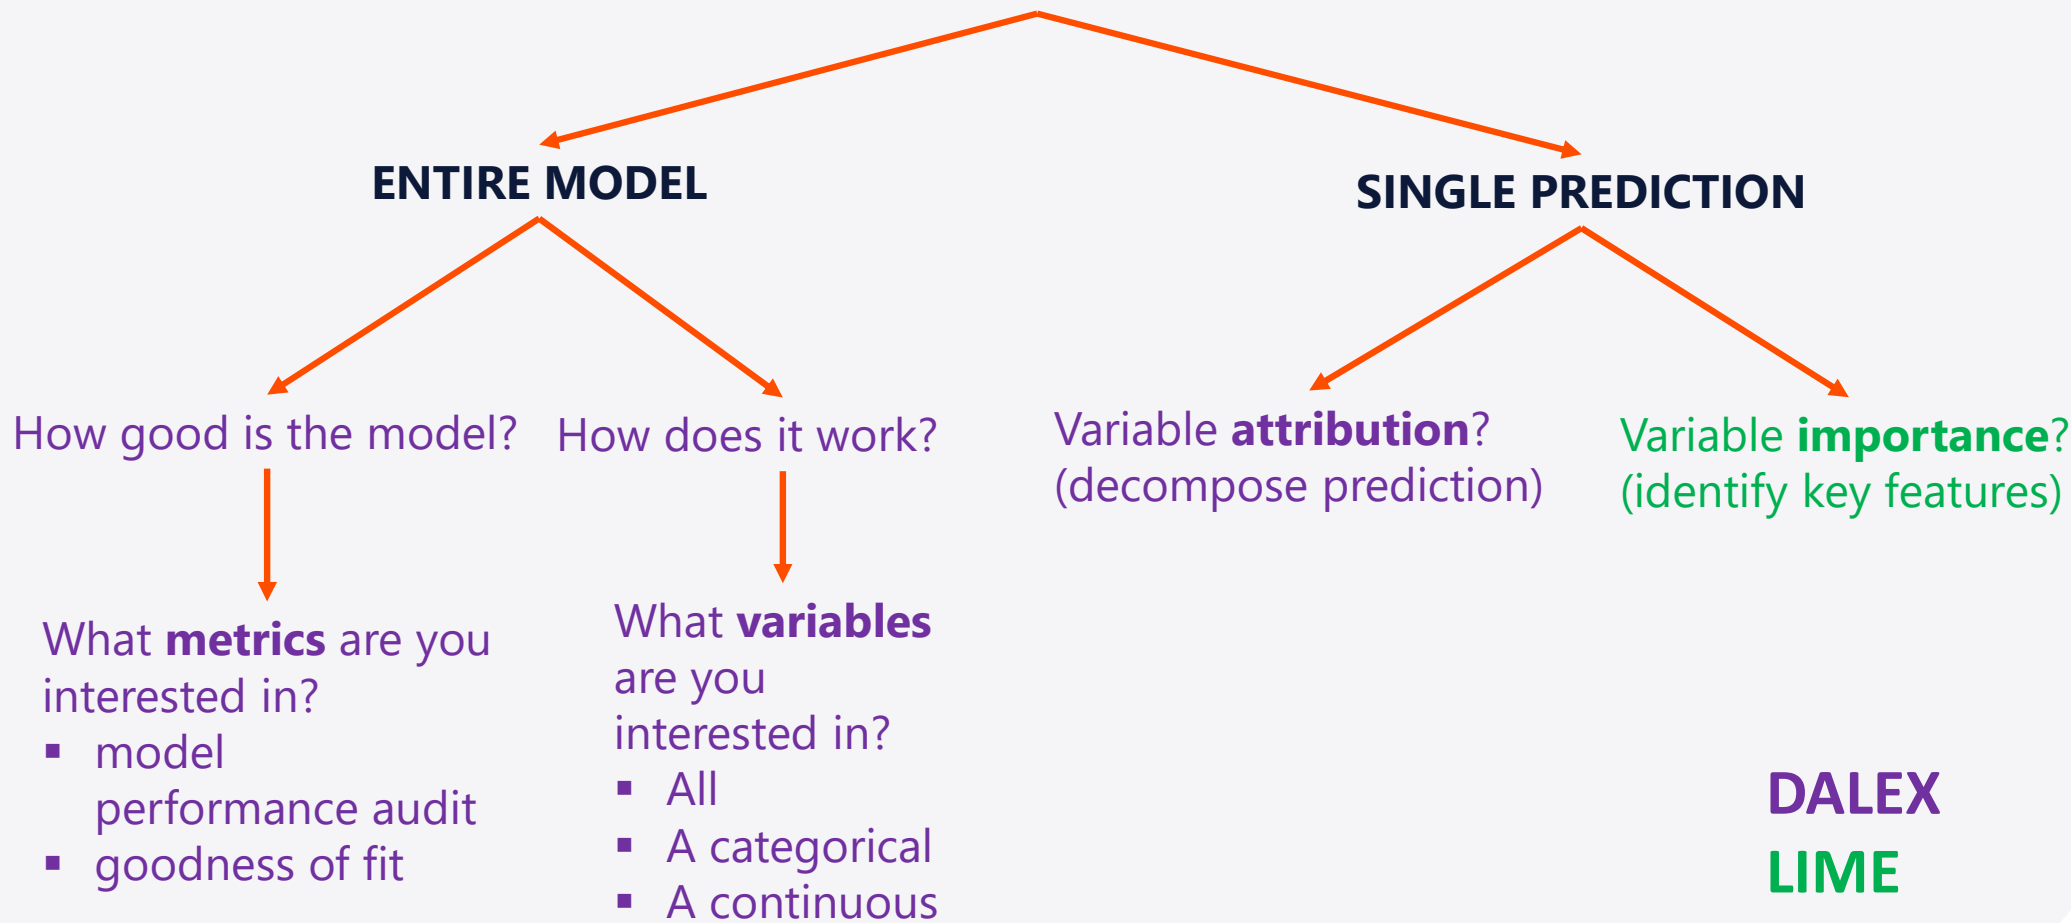 ENTIRE MODEL
SINGLE PREDICTION
How good is the model?
How does it work?
Variable attribution?
(decompose prediction)
Variable importance?
(identify key features)
What metrics are you
interested in?
▪ model
performance audit
▪ goodness of fit
What variables
are you
interested in?
▪ All
▪ A categorical
▪ A continuous
DALEX
LIME